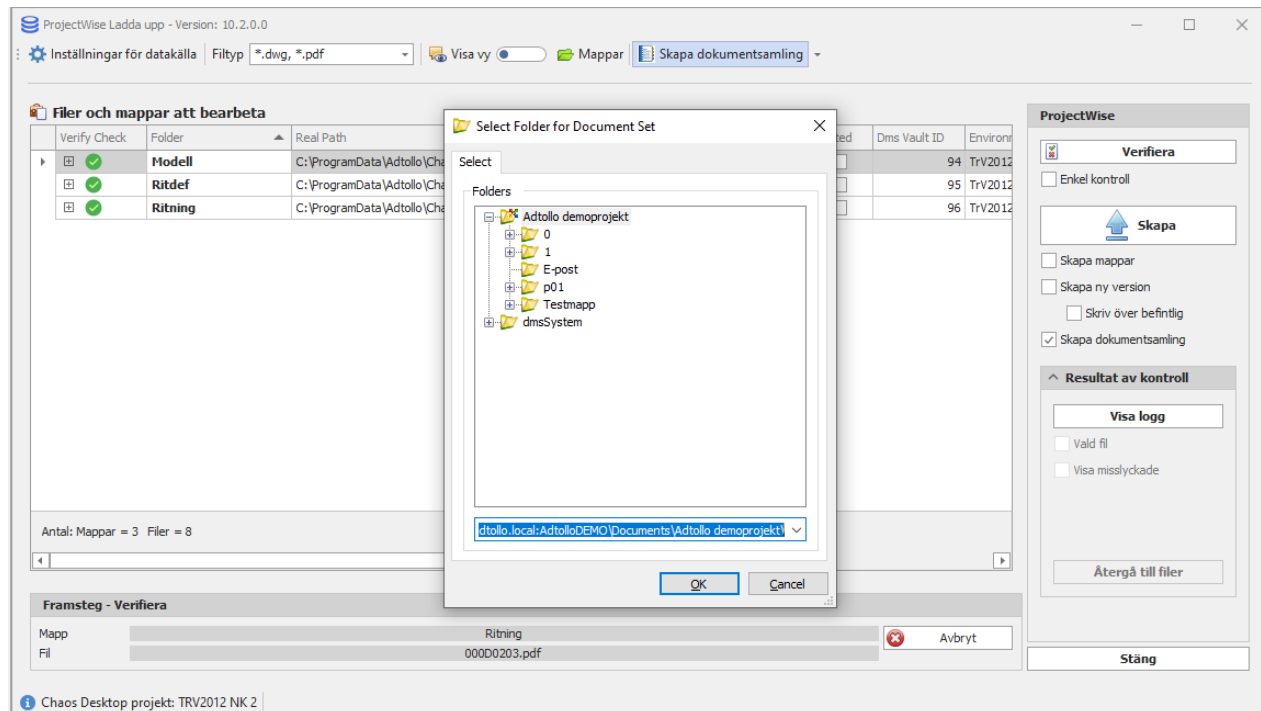 ProjectWise Ladda upp - Version: 10.2.0.0
Inställningar för datakälla Filtyp *.dwg, *.pdf Visa vy Mappar Skapa dokumentsamling
Filer och mappar att bearbeta
Verify Check Folder Real Path Dms Vault ID
Modell C:\ProgramData\Adtollo\Cha 94 TrV2012
Ritdef C:\ProgramData\Adtollo\Cha 95 TrV2012
Ritning C:\ProgramData\Adtollo\Cha 96 TrV2012
Antal: Mappar = 3 Filer = 8
Select Folder for Document Set
Select
Folders
Adtollo demoprojekt
0
1
E-post
p01
Testmapp
dmsSystem
dtollo.local:AdtolloDEMO\Documents\Adtollo demoprojekt\
OK Cancel
ProjectWise
Verifiera
Enkel kontroll
Skapa
Skapa mappar
Skapa ny version
Skriv över befintlig
Skapa dokumentsamling
Resultat av kontroll
Visa logg
Vald fil
Visa misslyckade
Återgå till filer
Framsteg - Verifiera
Mapp Ritning
Fil 000D0203.pdf
Avbryt
Stäng
Chaos Desktop projekt: TRV2012 NK 2